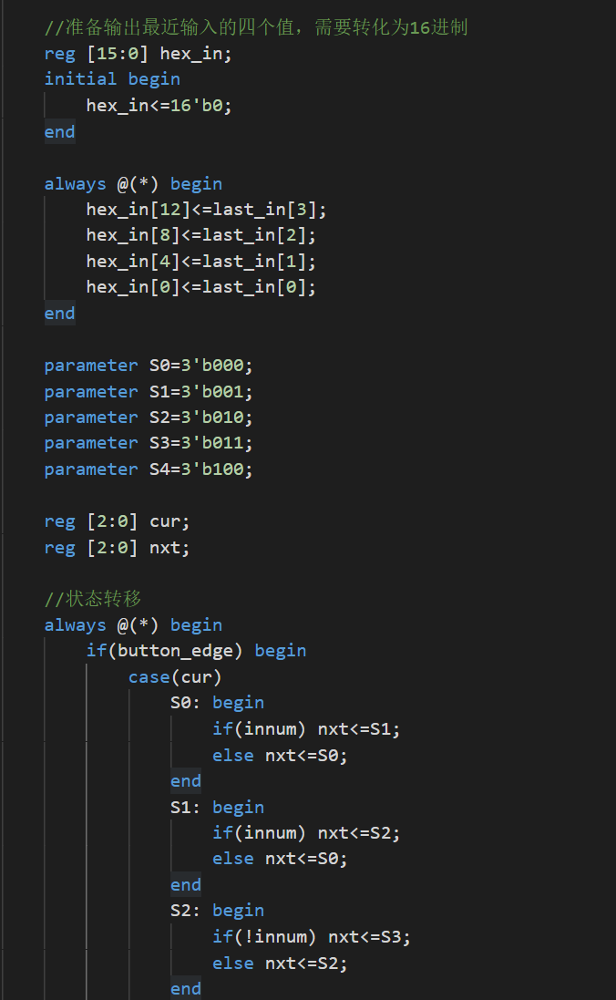 //准备输出最近输入的四个值，需要转化为16进制
reg [15:0] hex_in;
initial begin
    hex_in<=16'b0;
end
always @(*) begin
    hex_in[12]<=last_in[3];
    hex_in[8]<=last_in[2];
    hex_in[4]<=last_in[1];
    hex_in[0]<=last_in[0];
end
parameter S0=3'b000;
parameter S1=3'b001;
parameter S2=3'b010;
parameter S3=3'b011;
parameter S4=3'b100;
reg [2:0] cur;
reg [2:0] nxt;
//状态转移
always @(*) begin
    if(button_edge) begin
        case(cur)
            S0: begin
                if(innum) nxt<=S1;
                else nxt<=S0;
            end
            S1: begin
                if(innum) nxt<=S2;
                else nxt<=S0;
            end
            S2: begin
                if(!innum) nxt<=S3;
                else nxt<=S2;
            end